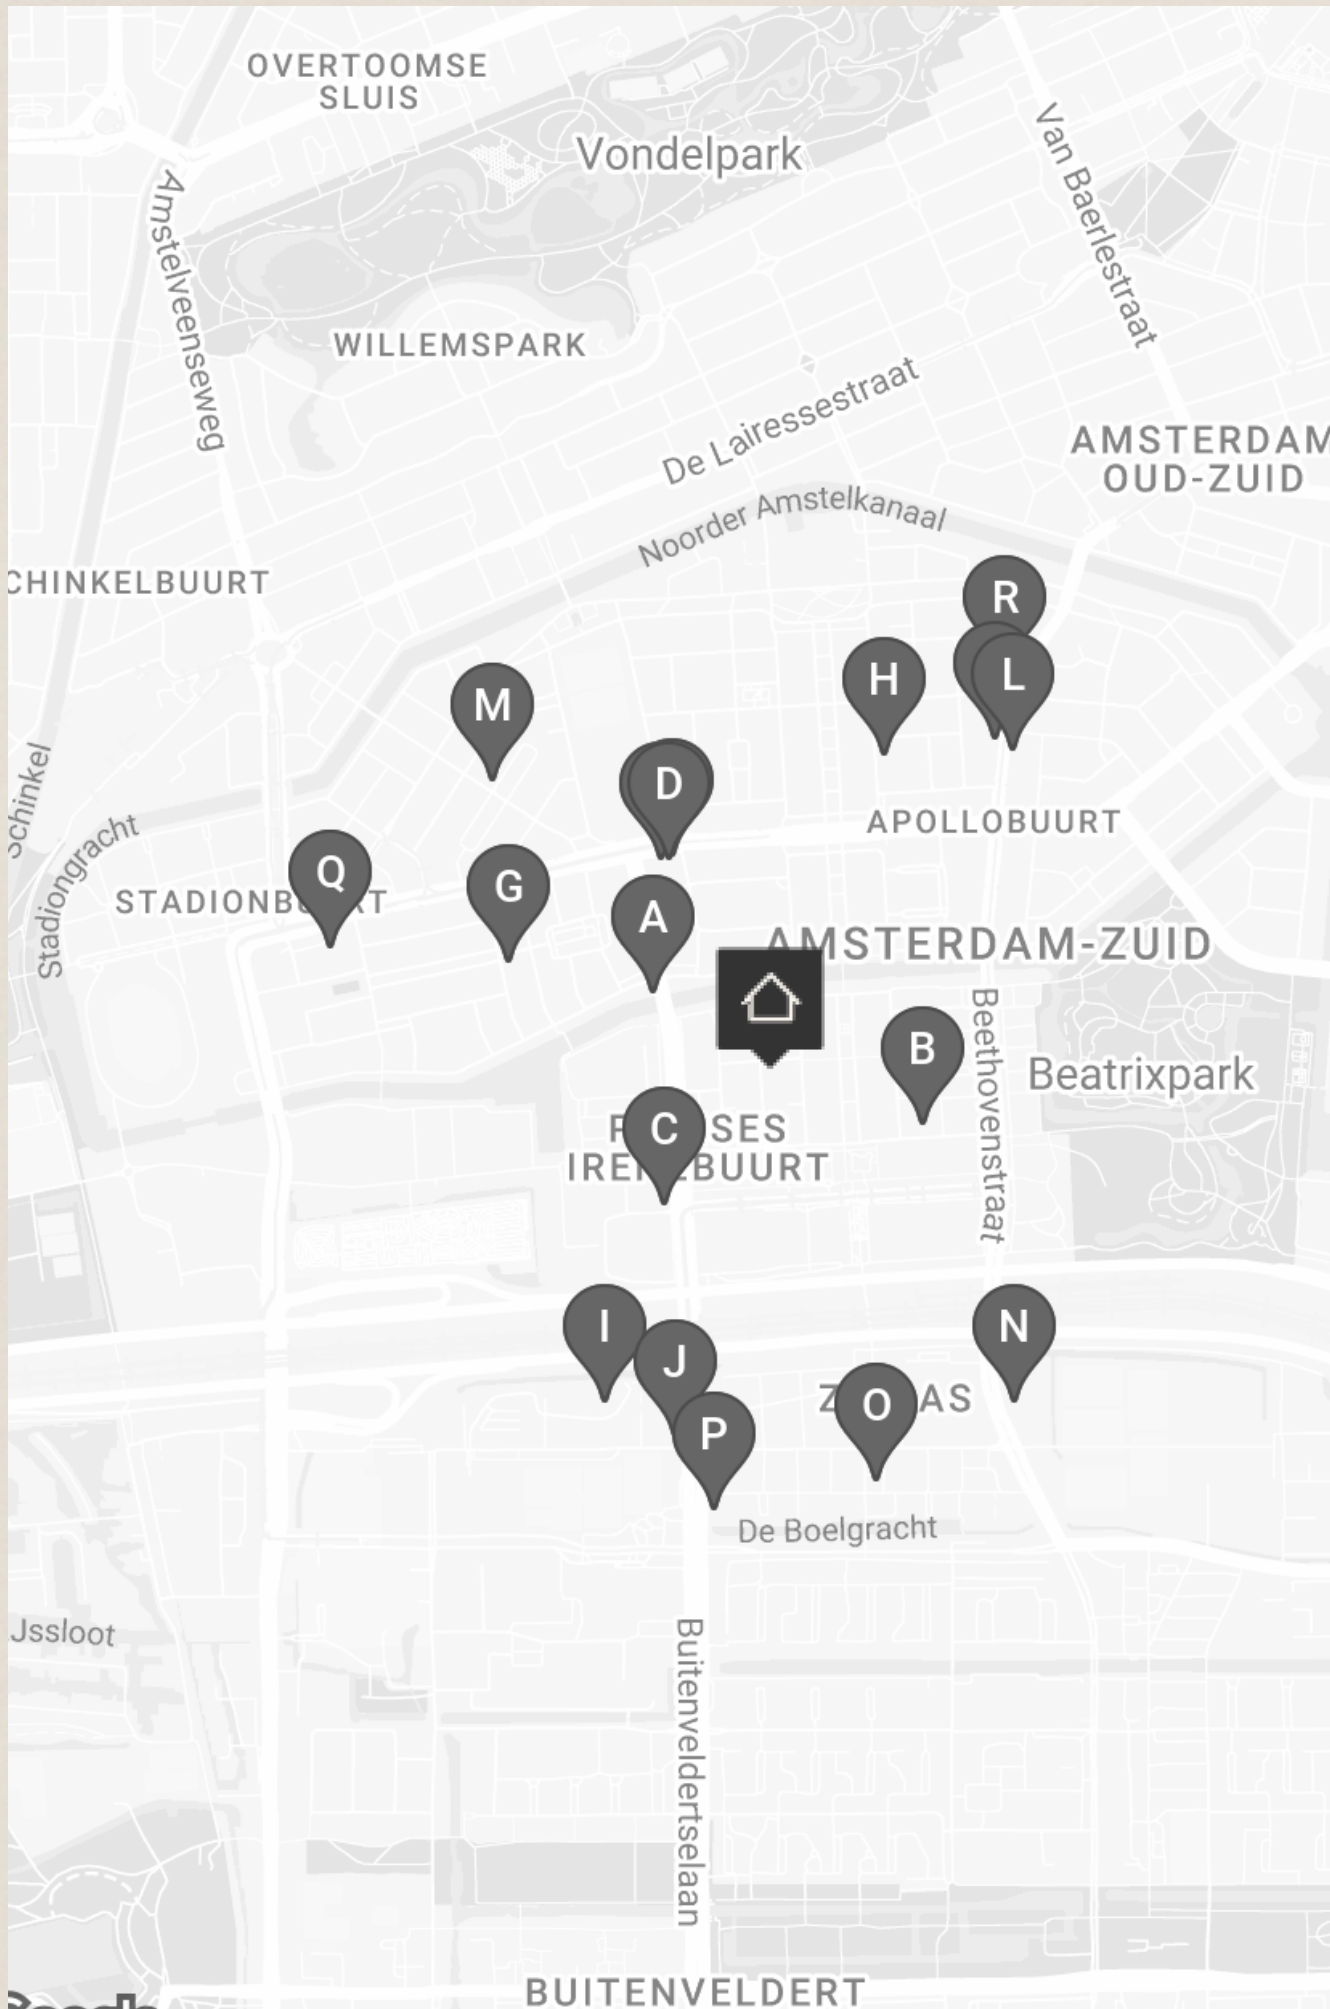 OVERTOOMSE
SLUIS
Vondelpark
Van Baerlestraat
Amstelveenseweg
WILLEMSPARK
De Lairessestraat
AMSTERDAM
OUD-ZUID
Noorder Amstelkanaal
CHINKELBUURT
R
H
L
M
D
Schinkel
Stadiongracht
APOLLOBUURT
Q
G
STADIONB RT
A
AMSTERDAM-ZUID
B
Beethovenstraat
Beatrixpark
C
P SES
IRE BUURT
I
N
J
Z AS
O
P
De Boelgracht
Jssloot
Buitenveldertselaan
BUITENVELDERT